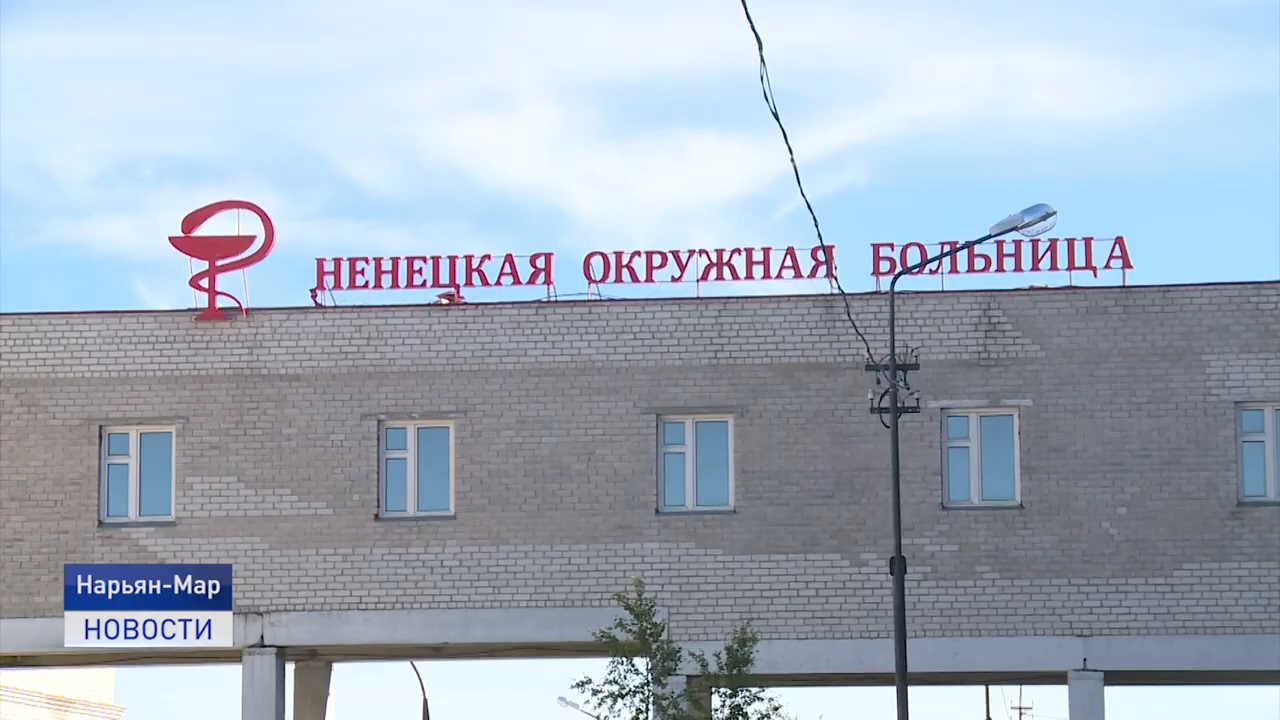 НЕНЕЦКАЯ ОКРУЖНАЯ БОЛЬНИЦА
Нарьян-Мар
НОВОСТИ